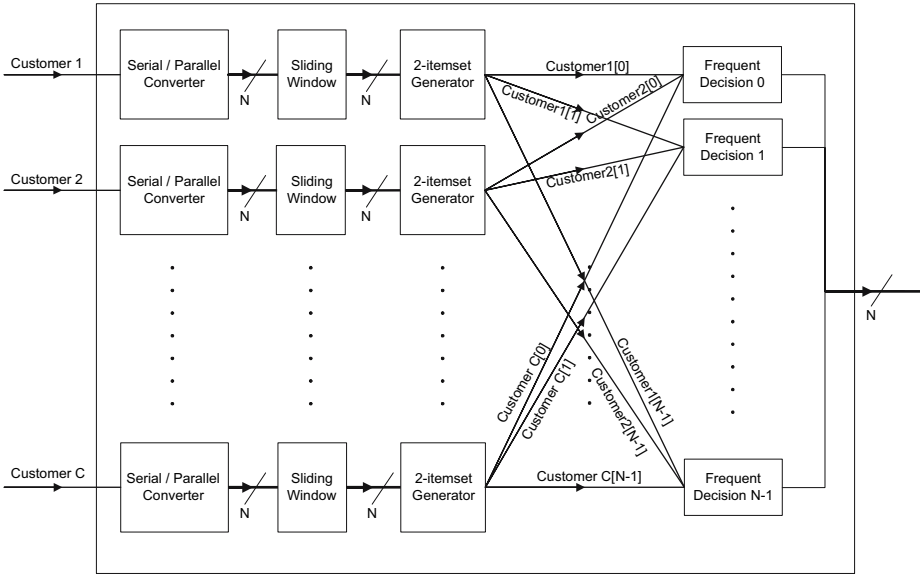 Customer 1
Serial / Parallel
Converter
N
Sliding
Window
N
2-itemset
Generator
Customer1[0]
Customer1[1]
Customer2[0]
Frequent
Decision 0
Customer 2
Serial / Parallel
Converter
N
Sliding
Window
N
2-itemset
Generator
Customer2[1]
Frequent
Decision 1
N
Customer C[0]
Customer C[1]
Customer2[N-1]
Customer1[N-1]
Customer C
Serial / Parallel
Converter
N
Sliding
Window
N
2-itemset
Generator
Customer C[N-1]
Frequent
Decision N-1